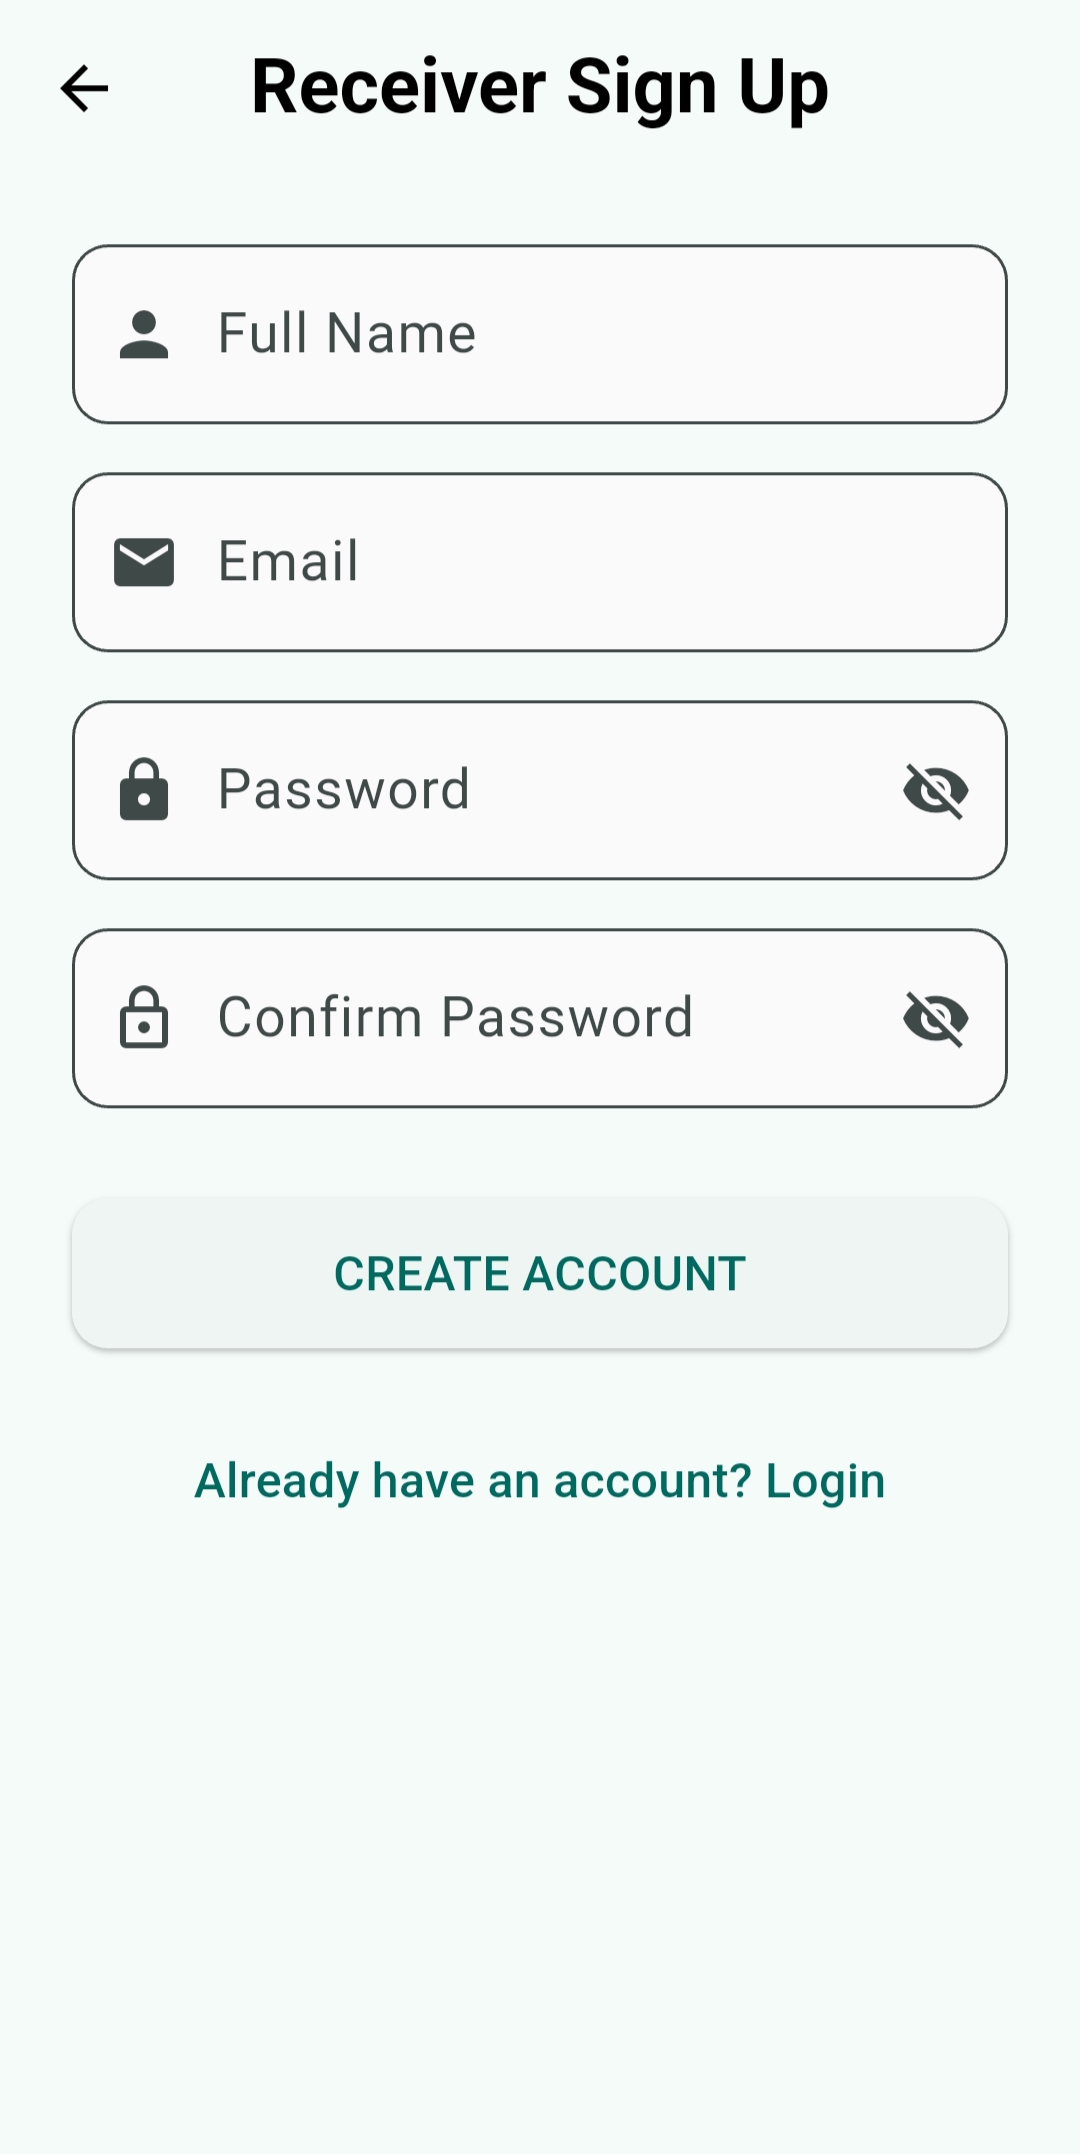 Receiver Sign Up
Full Name
Email
Password
Confirm Password
CREATE ACCOUNT
Already have an account? Login